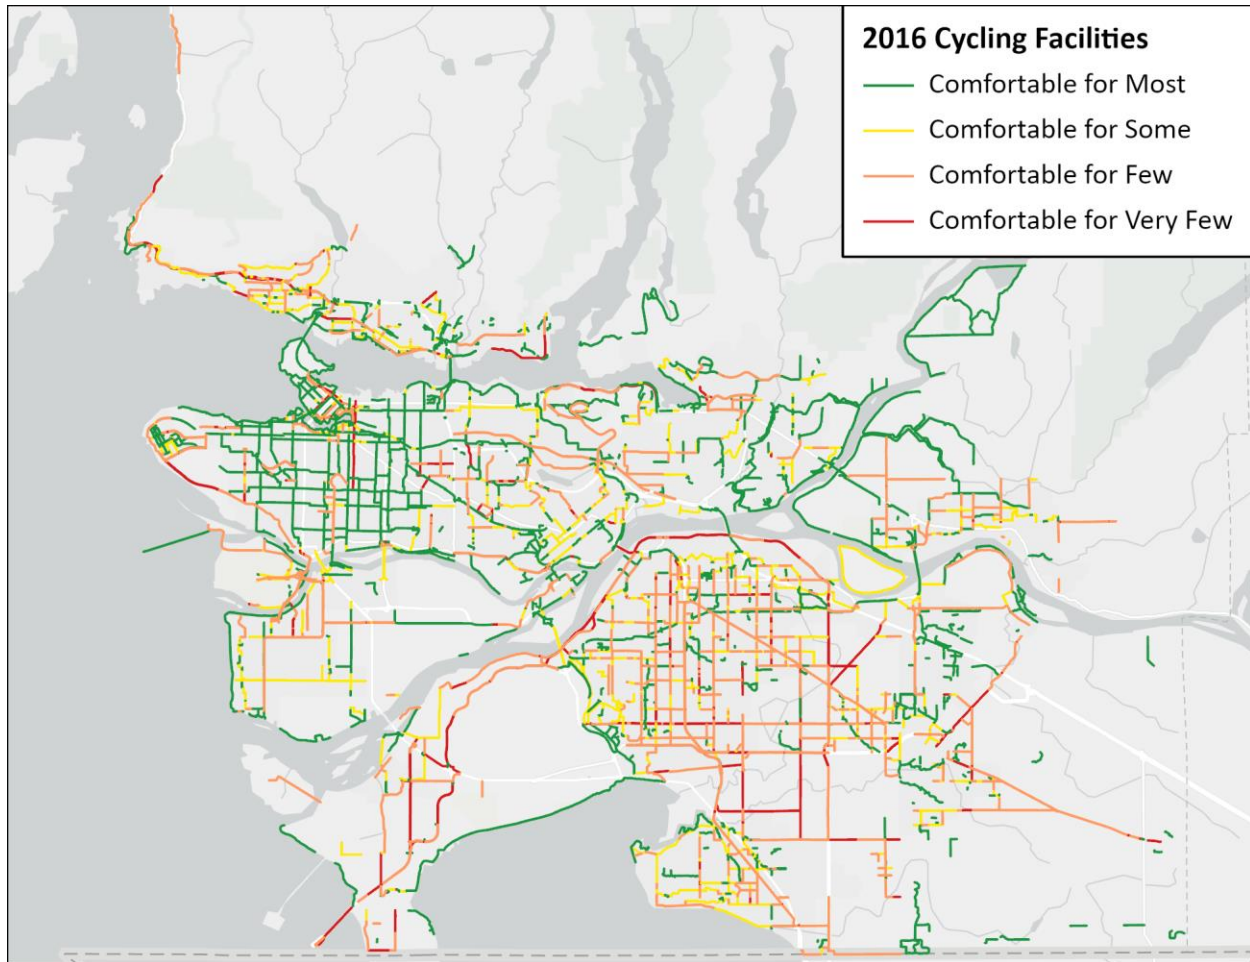 2016 Cycling Facilities
Comfortable for Most
Comfortable for Some
Comfortable for Few
Comfortable for Very Few